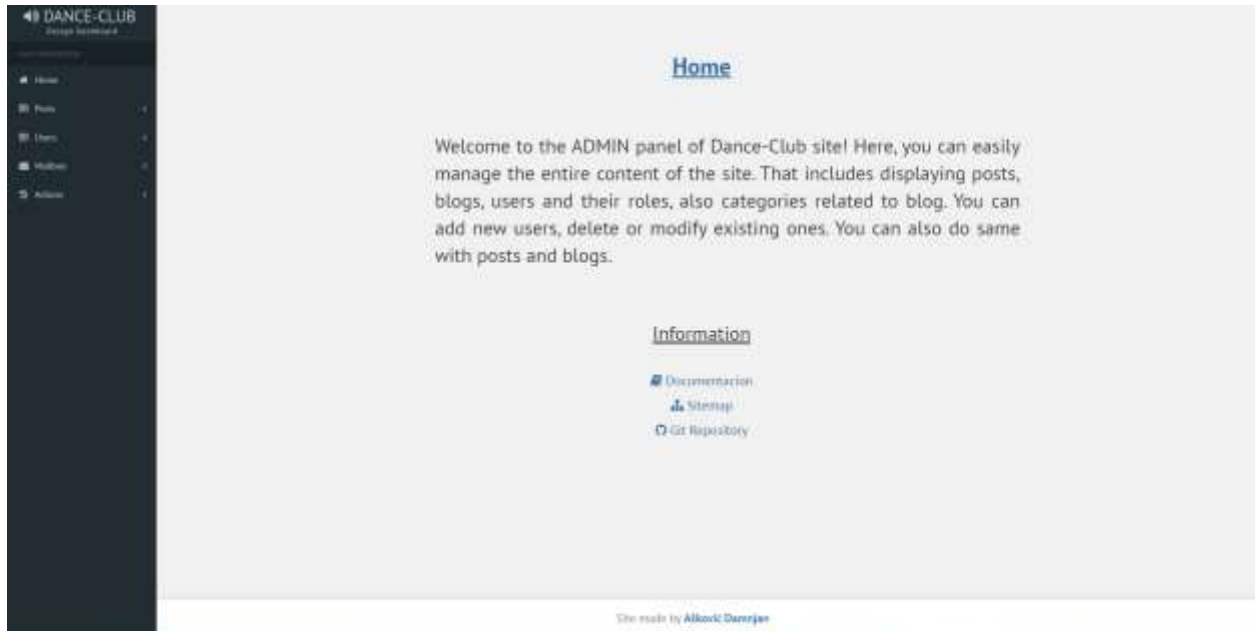 DANCE-CLUB
Home
Posts
Users
Mailbox
Actions
Home
Welcome to the ADMIN panel of Dance-Club site! Here, you can easily
manage the entire content of the site. That includes displaying posts,
blogs, users and their roles, also categories related to blog. You can
add new users, delete or modify existing ones. You can also do same
with posts and blogs.
Information
Documentacion
Sitemap
Git Repository
Site made by Damnjan